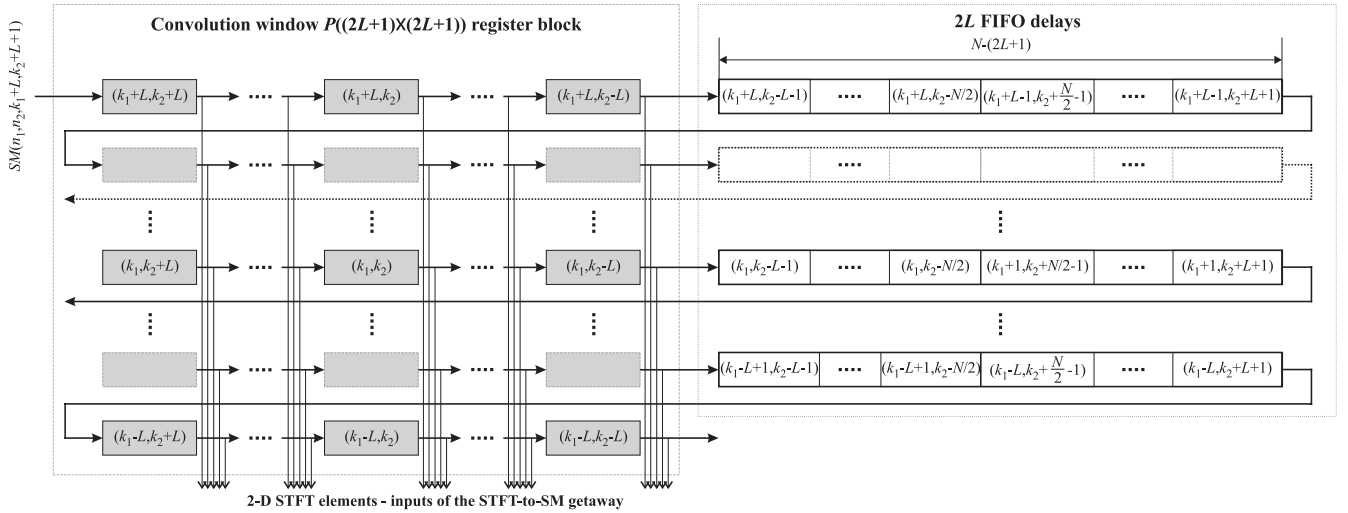 Convolution window P((2L+1)X(2L+1)) register block
2L FIFO delays
N-(2L+1)
SM(n₁,n₂,k₁+L,k₂+L+1)
(k₁+L,k₂+L) ···· (k₁+L,k₂) ···· (k₁+L,k₂-L) (k₁+L,k₂-L-1) ···· (k₁+L,k₂-N/2) (k₁+L-1,k₂+N/2-1) ···· (k₁+L-1,k₂+L+1)
···· ···· ···· ····
(k₁,k₂+L) ···· (k₁,k₂) ···· (k₁,k₂-L) (k₁,k₂-L-1) ···· (k₁,k₂-N/2) (k₁+1,k₂+N/2-1) ···· (k₁+1,k₂+L+1)
···· ···· (k₁-L+1,k₂-L-1) ···· (k₁-L+1,k₂-N/2) (k₁-L,k₂+N/2-1) ···· (k₁-L,k₂+L+1)
(k₁-L,k₂+L) ···· (k₁-L,k₂) ···· (k₁-L,k₂-L)
2-D STFT elements - inputs of the STFT-to-SM getaway